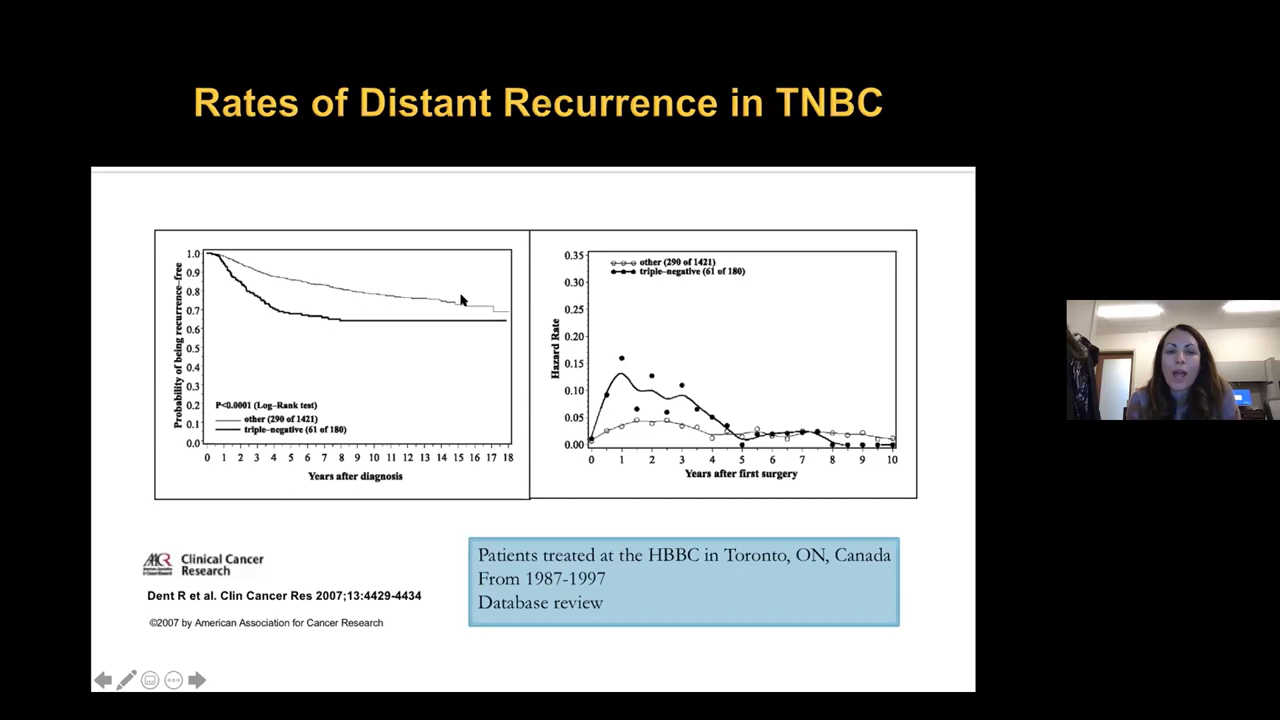 Rates of Distant Recurrence in TNBC
Probability of being recurrence-free
1.0
0.9
0.8
0.7
0.6
0.5
0.4
0.3
0.2
0.1
0.0
P<0.0001 (Log-Rank test)
other (290 of 1421)
triple-negative (61 of 180)
0 1 2 3 4 5 6 7 8 9 10 11 12 13 14 15 16 17 18
Years after diagnosis
Hazard Rate
0.35
0.30
0.25
0.20
0.15
0.10
0.05
0.00
other (290 of 1421)
triple-negative (61 of 180)
0 1 2 3 4 5 6 7 8 9 10
Years after first surgery
AACR
Clinical Cancer
Research
Dent R et al. Clin Cancer Res 2007;13:4429-4434
©2007 by American Association for Cancer Research
Patients treated at the HBBC in Toronto, ON, Canada
From 1987-1997
Database review